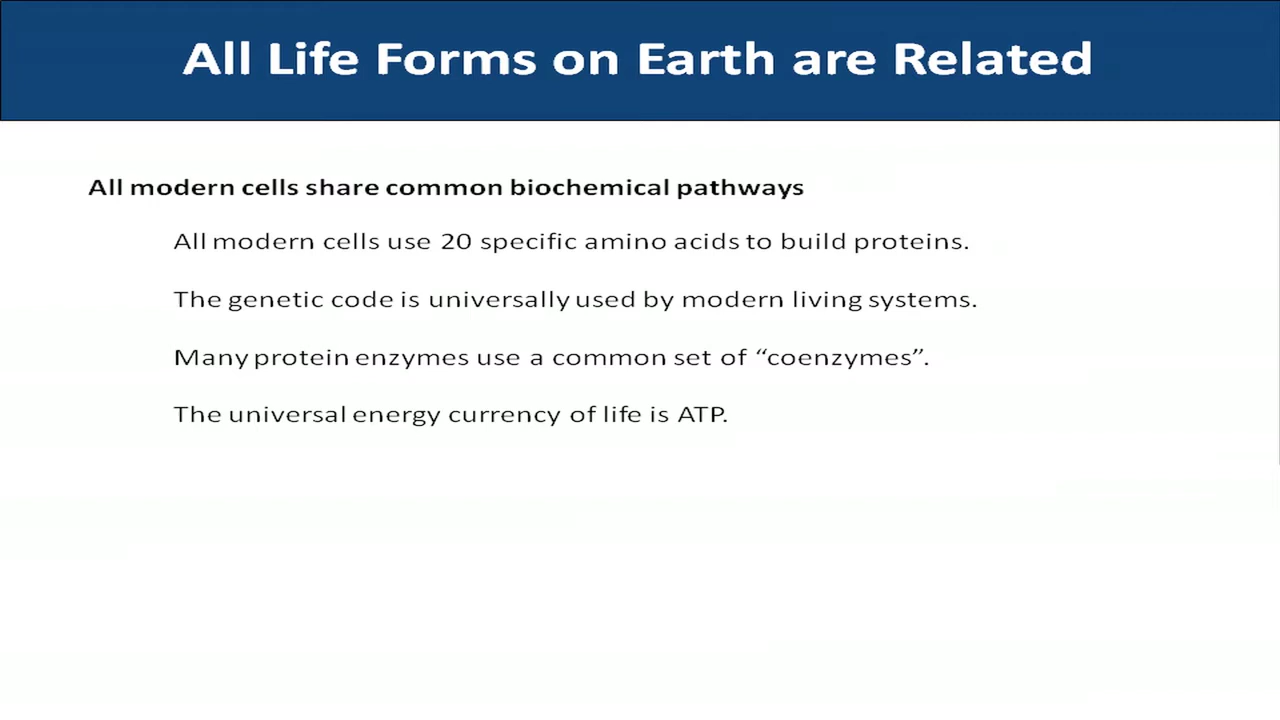 All Life Forms on Earth are Related
All modern cells share common biochemical pathways
All modern cells use 20 specific amino acids to build proteins.
The genetic code is universally used by modern living systems.
Many protein enzymes use a common set of “coenzymes”.
The universal energy currency of life is ATP.